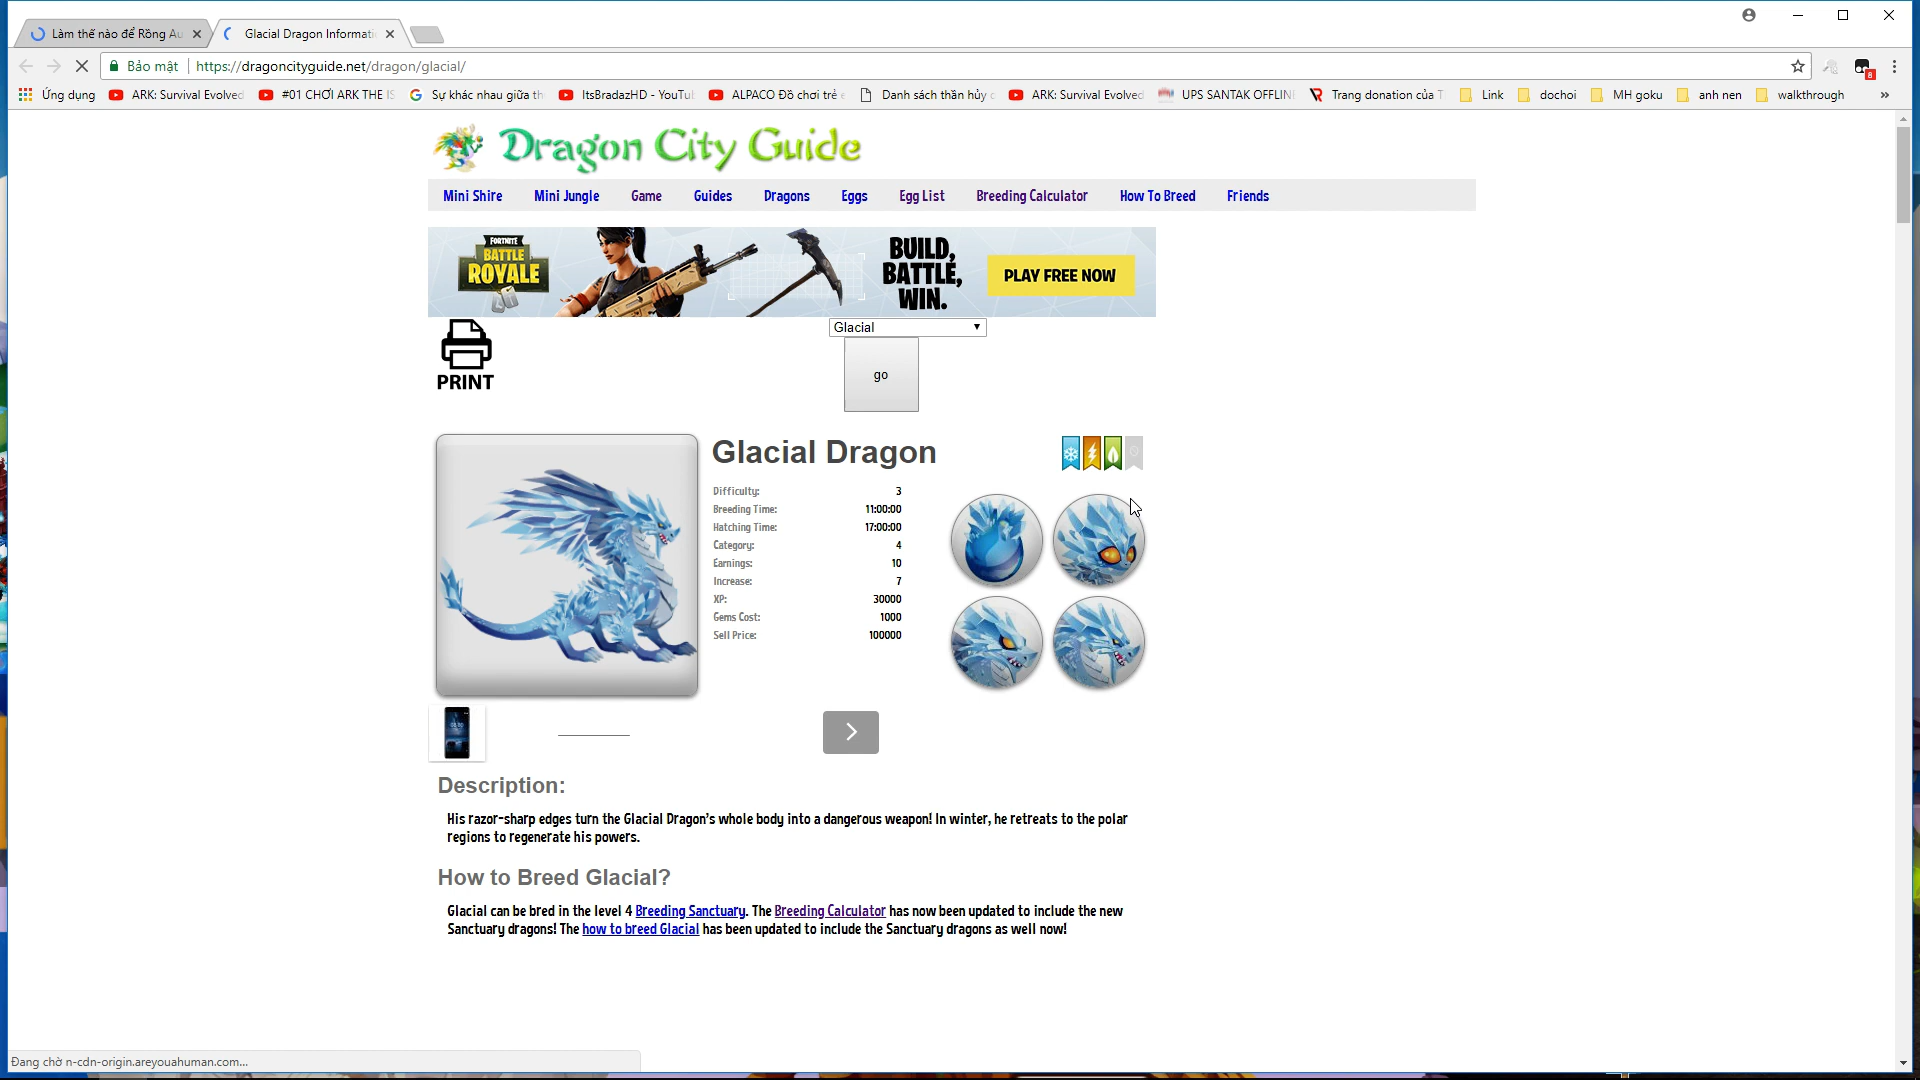 Làm thế nào để Rồng Au
Glacial Dragon Informati
Bảo mật
https://dragoncityguide.net/dragon/glacial/
8
Ứng dụng
ARK: Survival Evolved
#01 CHƠI ARK THE IS
Sự khác nhau giữa th
ItsBradazHD - YouTu
ALPACO Đồ chơi trẻ e
Danh sách thần hủy c
ARK: Survival Evolved
UPS SANTAK OFFLIN
Trang donation của T
Link
dochoi
MH goku
anh nen
walkthrough
»
Dragon City Guide
Mini Shire
Mini Jungle
Game
Guides
Dragons
Eggs
Egg List
Breeding Calculator
How To Breed
Friends
FORTNITE
BATTLE
ROYALE
BUILD,
BATTLE,
WIN.
PLAY FREE NOW
PRINT
Glacial
go
Glacial Dragon
Difficulty: 3
Breeding Time: 11:00:00
Hatching Time: 17:00:00
Category: 4
Earnings: 10
Increase: 7
XP: 30000
Gems Cost: 1000
Sell Price: 100000
Description:
His razor-sharp edges turn the Glacial Dragon's whole body into a dangerous weapon! In winter, he retreats to the polar
regions to regenerate his powers.
How to Breed Glacial?
Glacial can be bred in the level 4 Breeding Sanctuary. The Breeding Calculator has now been updated to include the new
Sanctuary dragons! The how to breed Glacial has been updated to include the Sanctuary dragons as well now!
Đang chờ n-cdn-origin.areyouahuman.com...